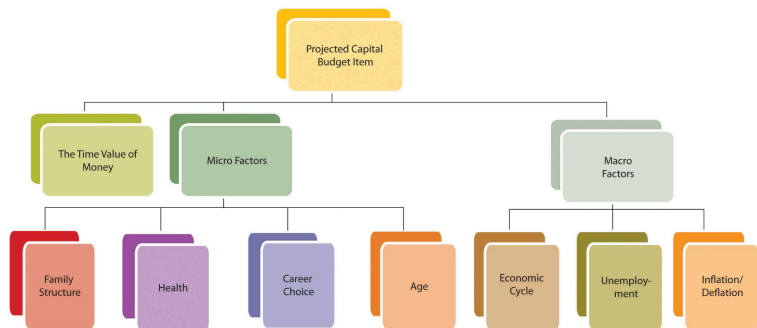 Projected Capital
Budget Item
The Time Value of
Money
Micro Factors
Macro
Factors
Family
Structure
Health
Career
Choice
Age
Economic
Cycle
Unemploy-
ment
Inflation/
Deflation